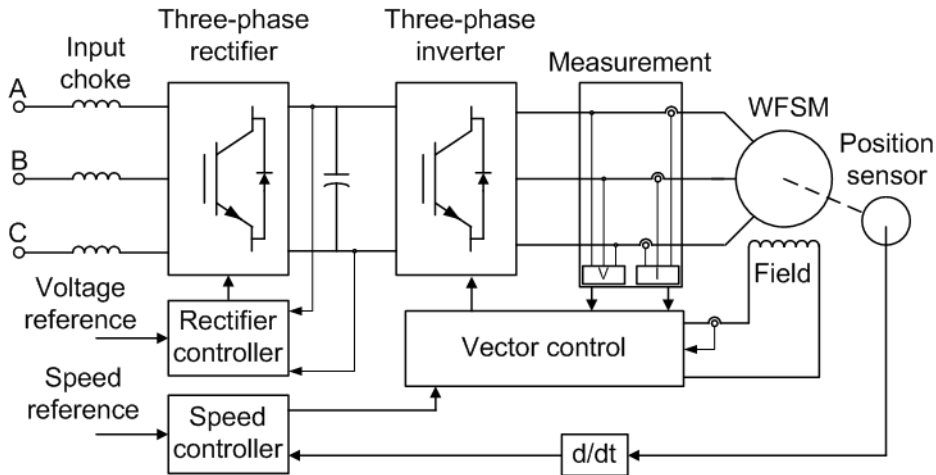 Three-phase
rectifier
Three-phase
inverter
Input
choke
Measurement
A
WFSM
B
Position
sensor
C
V
I
Field
Voltage
reference
Rectifier
controller
Vector control
Speed
reference
Speed
controller
d/dt